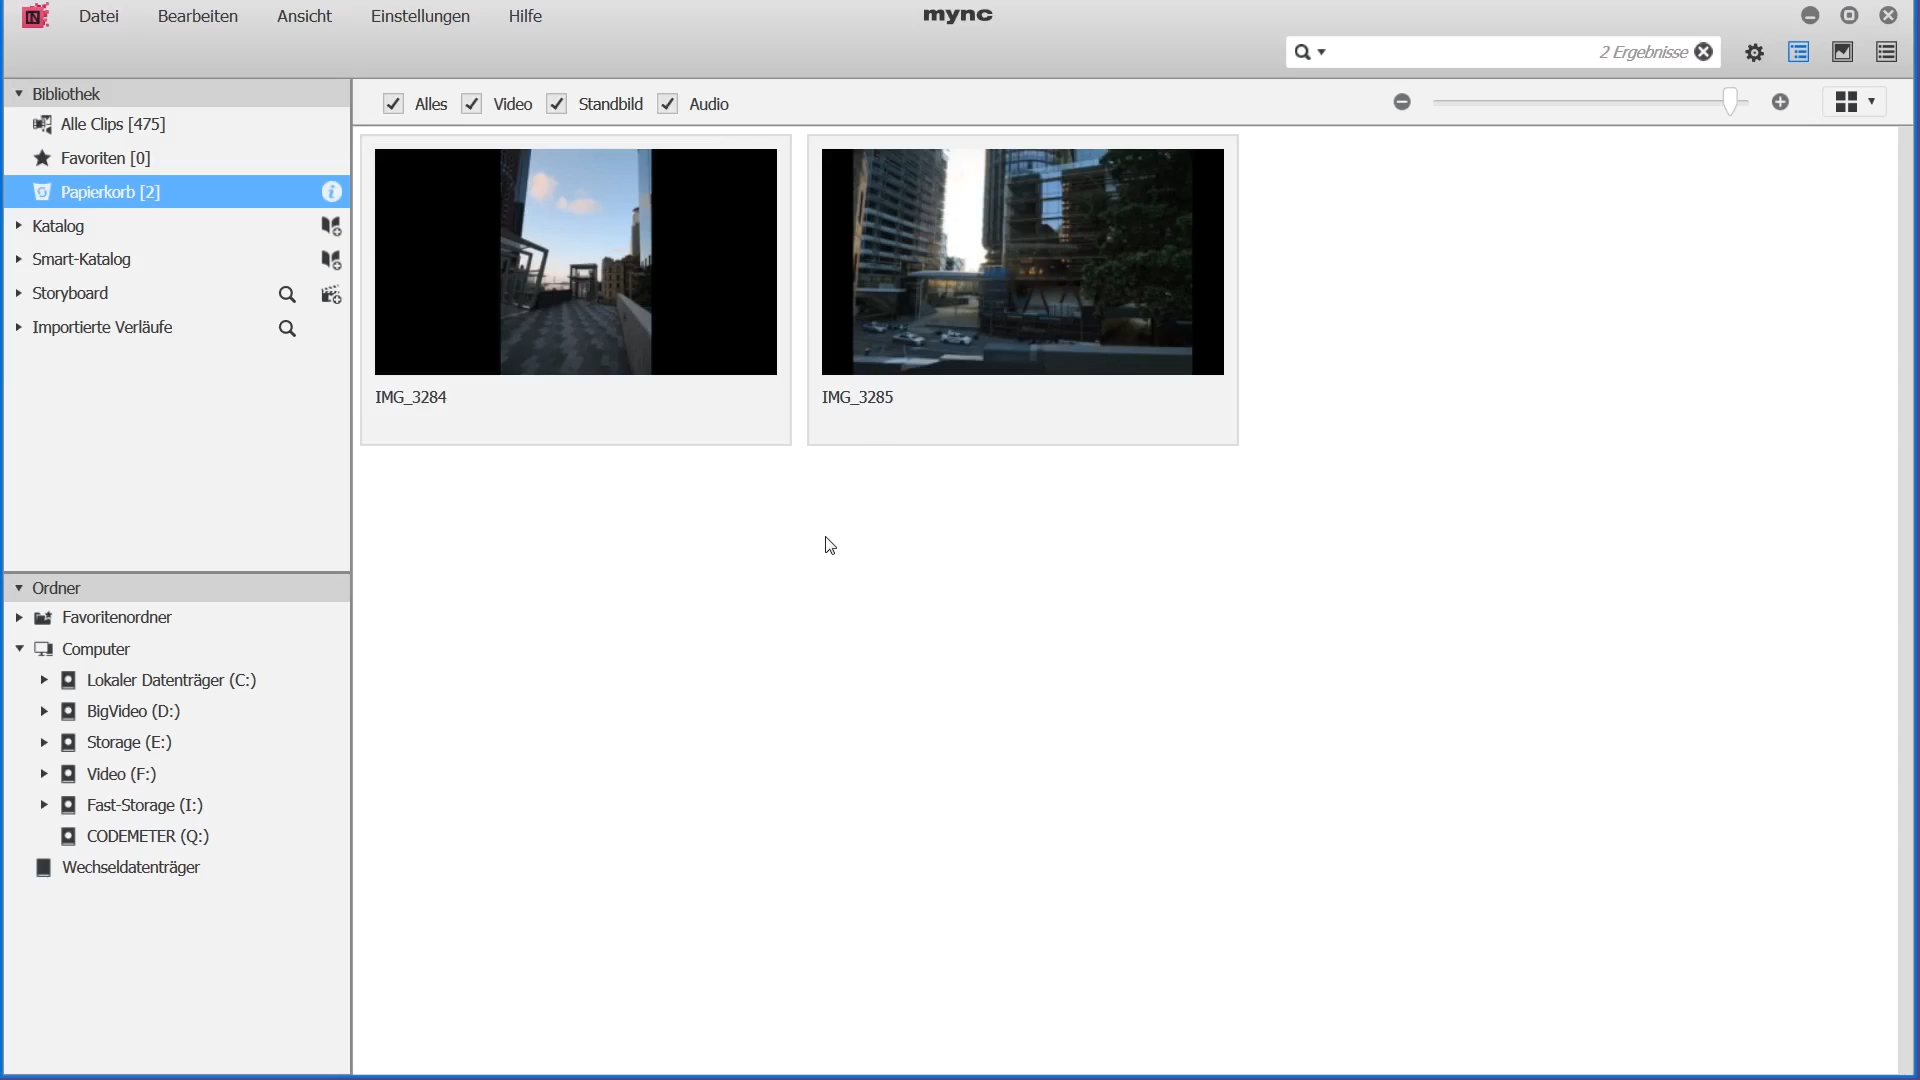 Datei Bearbeiten Ansicht Einstellungen Hilfe
mync
2 Ergebnisse
Bibliothek
Alle Clips [475]
Favoriten [0]
Papierkorb [2]
Katalog
Smart-Katalog
Storyboard
Importierte Verläufe
Alles Video Standbild Audio
IMG_3284
IMG_3285
Ordner
Favoritenordner
Computer
Lokaler Datenträger (C:)
BigVideo (D:)
Storage (E:)
Video (F:)
Fast-Storage (I:)
CODEMETER (Q:)
Wechseldatenträger